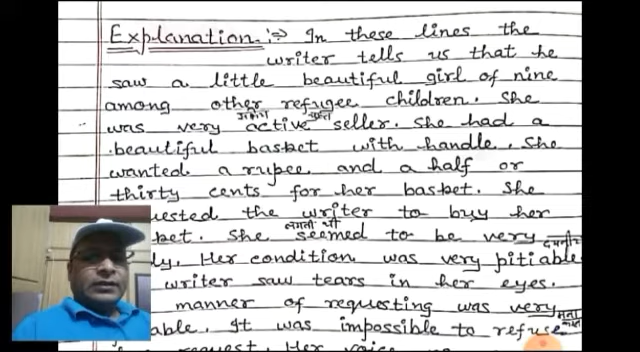 Explanation :→ In these lines the
writer tells us that he
saw a little beautiful girl of nine
among other refugee children. She
was very active seller. She had a
beautiful basket with handle. She
wanted a rupee and a half or
thirty cents for her basket. She
uested the writer to buy her
ket. She seemed to be very
लगती थी
ly. Her condition was very pitiable
writer saw tears in her eyes.
manner of requesting was very
able. It was impossible to refuse
request. Her voice